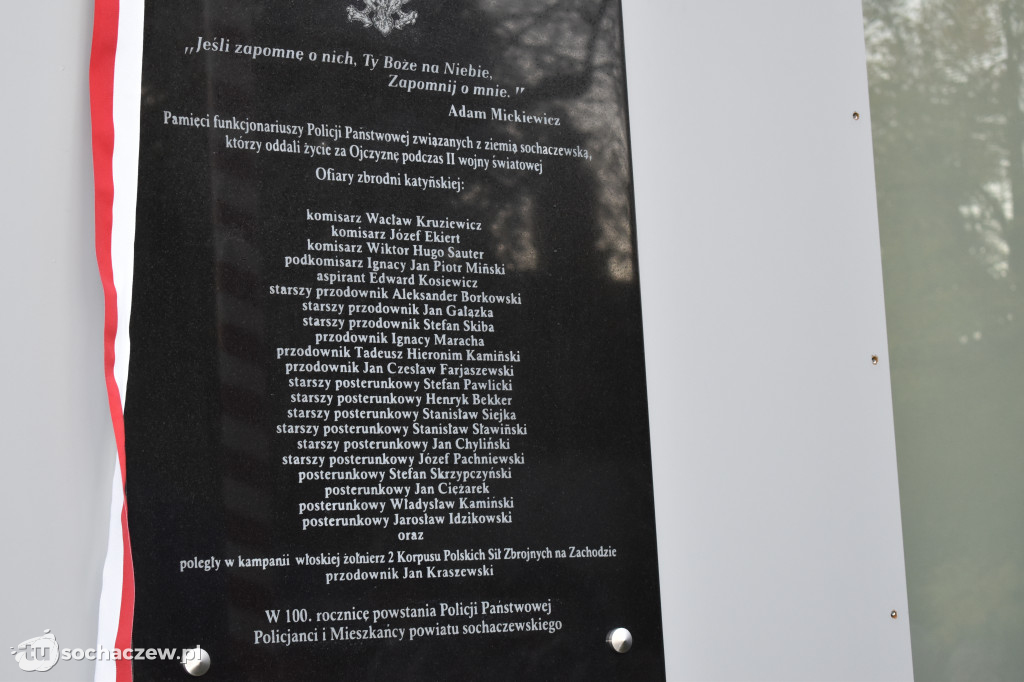 „Jeśli zapomnę o nich, Ty Boże na Niebie,
Zapomnij o mnie."
Adam Mickiewicz
Pamięci funkcjonariuszy Policji Państwowej związanych z ziemią sochaczewską,
którzy oddali życie za Ojczyznę podczas II wojny światowej
Ofiary zbrodni katyńskiej:
komisarz Wacław Kruziewicz
komisarz Józef Ekiert
komisarz Wiktor Hugo Sauter
podkomisarz Ignacy Jan Piotr Miński
aspirant Edward Kosiewicz
starszy przodownik Aleksander Borkowski
starszy przodownik Jan Galązka
starszy przodownik Stefan Skiba
przodownik Ignacy Maracha
przodownik Tadeusz Hieronim Kamiński
przodownik Jan Czesław Farjaszewski
starszy posterunkowy Stefan Pawlicki
starszy posterunkowy Henryk Bekker
starszy posterunkowy Stanisław Siejka
starszy posterunkowy Stanisław Sławiński
starszy posterunkowy Jan Chyliński
starszy posterunkowy Józef Pachniewski
posterunkowy Stefan Skrzypczyński
posterunkowy Jan Ciężarek
posterunkowy Władysław Kamiński
posterunkowy Jarosław Idzikowski
oraz
poległy w kampanii włoskiej żołnierz 2 Korpusu Polskich Sił Zbrojnych na Zachodzie
przodownik Jan Kraszewski
W 100. rocznicę powstania Policji Państwowej
Policjanci i Mieszkańcy powiatu sochaczewskiego
tusochaczew.pl